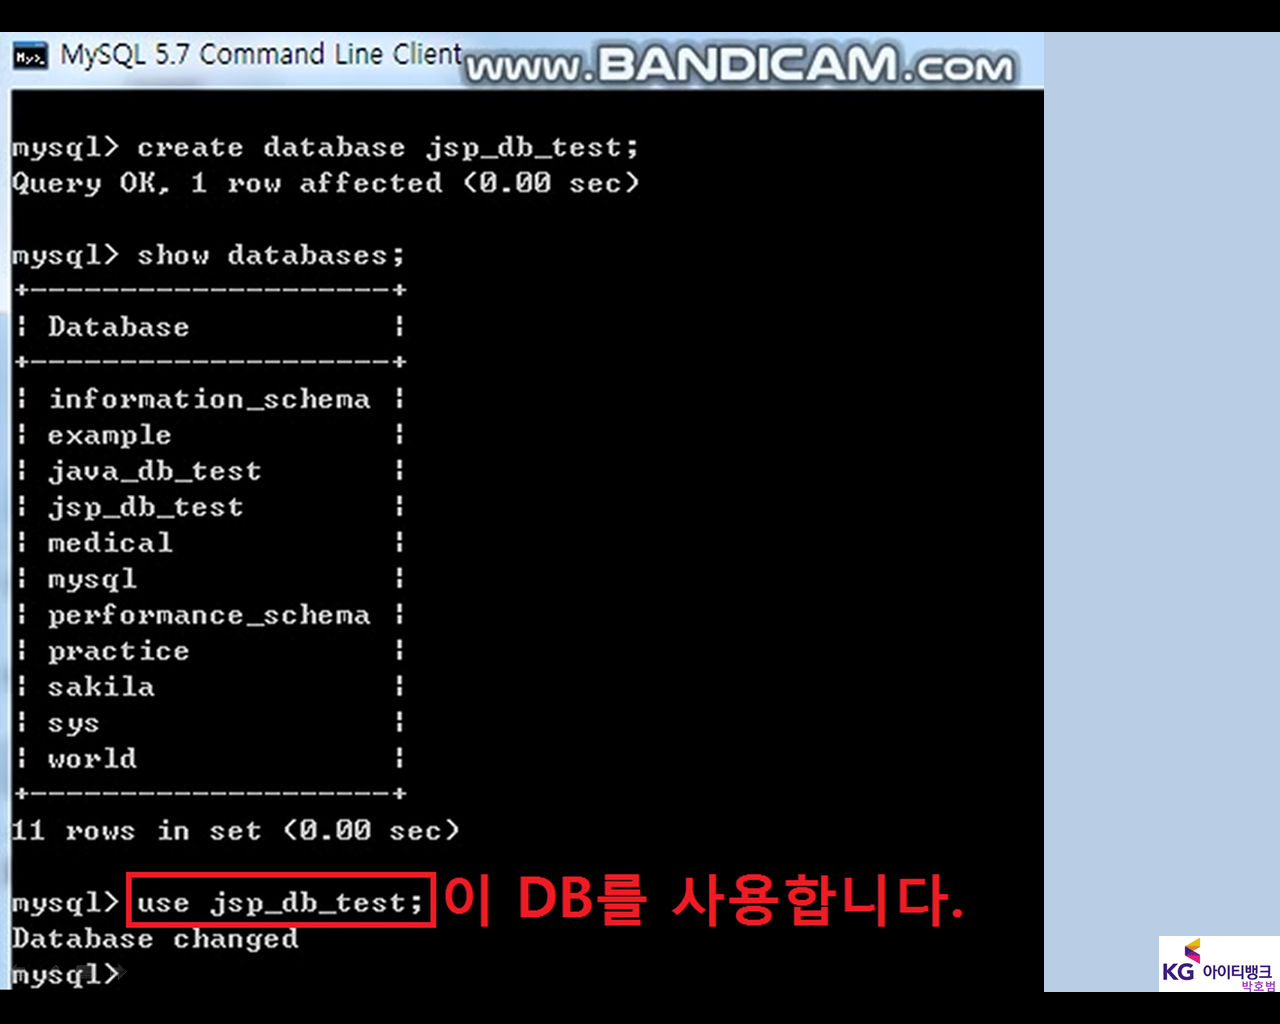 MySQL 5.7 Command Line Client
www.BANDICAM.com
mysql> create database jsp_db_test;
Query OK, 1 row affected (0.00 sec)
mysql> show databases;
+--------------------+
| Database           |
+--------------------+
| information_schema |
| example            |
| java_db_test       |
| jsp_db_test        |
| medical            |
| mysql              |
| performance_schema |
| practice           |
| sakila             |
| sys                |
| world              |
+--------------------+
11 rows in set (0.00 sec)
mysql> use jsp_db_test; 이 DB를 사용합니다.
Database changed
mysql>
KG 아이티뱅크
박호범